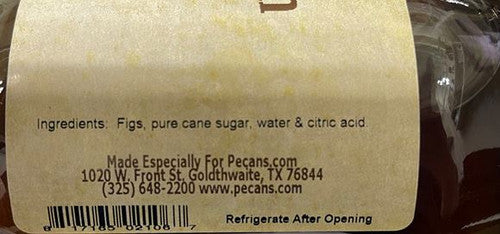 Ingredients: Figs, pure cane sugar, water & citric acid
Made Especially For Pecans.com
1020 W. Front St. Goldthwaite, TX 76844
(325) 648-2200 www.pecans.com
Refrigerate After Opening